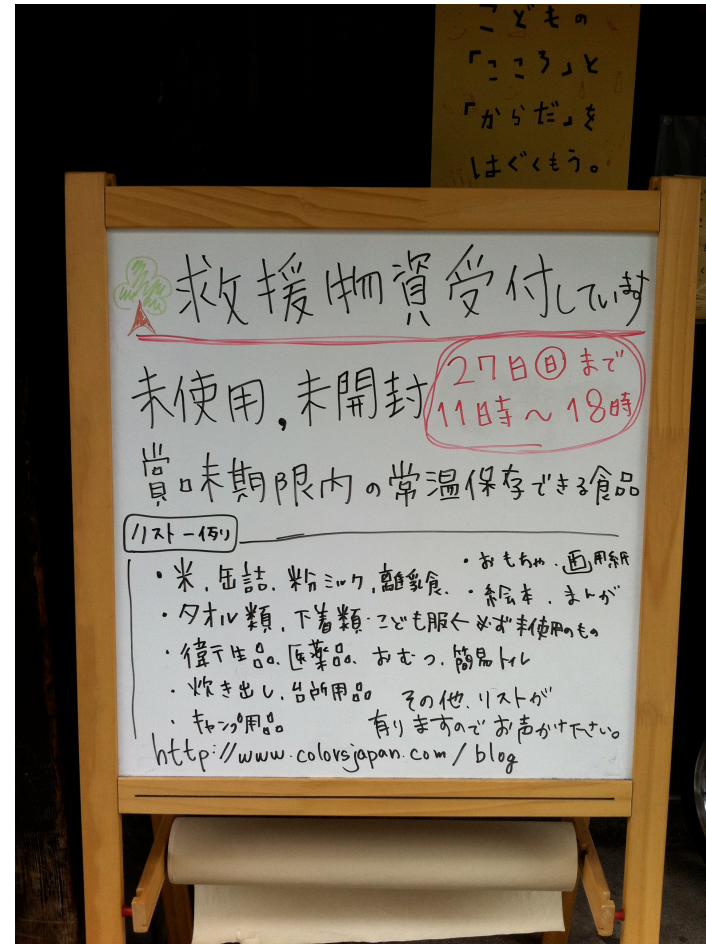 こどもの
「こころ」と
「からだ」を
はぐくもう。
救援物資受付しています
27日㊐まで
11時～18時
未使用,未開封
賞味期限内の常温保存できる食品
リスト一例
・米、缶詰、粉ミルク、離乳食、
・おもちゃ、画用紙
・絵本、まんが
・タオル類、下着類・こども服←必ず未使用のもの
・衛生品、医薬品、おむつ、簡易トイレ
・炊き出し、台所用品
・キャンプ用品
その他、リストが
有りますのでお声かけ下さい。
http://www.colorsjapan.com/blog